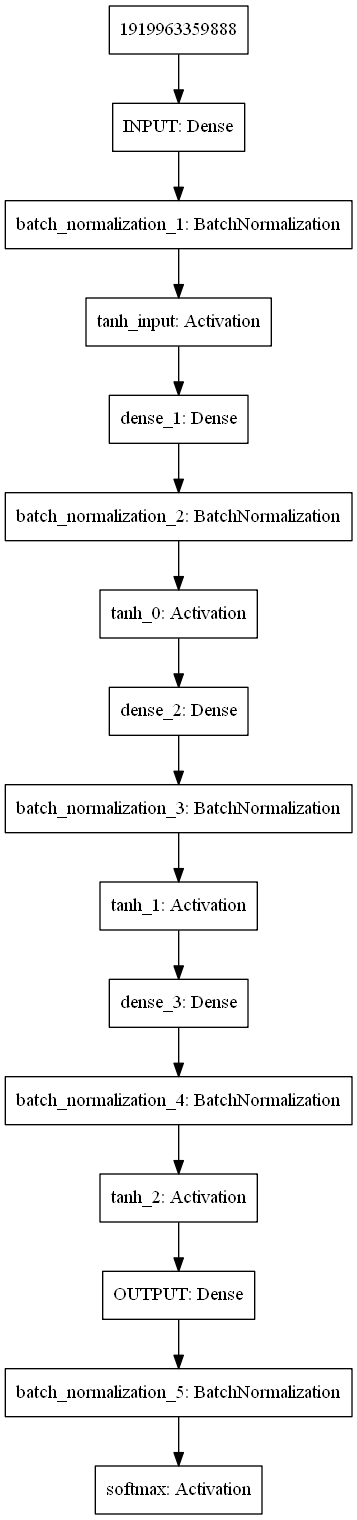 1919963359888
INPUT: Dense
batch_normalization_1: BatchNormalization
tanh_input: Activation
dense_1: Dense
batch_normalization_2: BatchNormalization
tanh_0: Activation
dense_2: Dense
batch_normalization_3: BatchNormalization
tanh_1: Activation
dense_3: Dense
batch_normalization_4: BatchNormalization
tanh_2: Activation
OUTPUT: Dense
batch_normalization_5: BatchNormalization
softmax: Activation